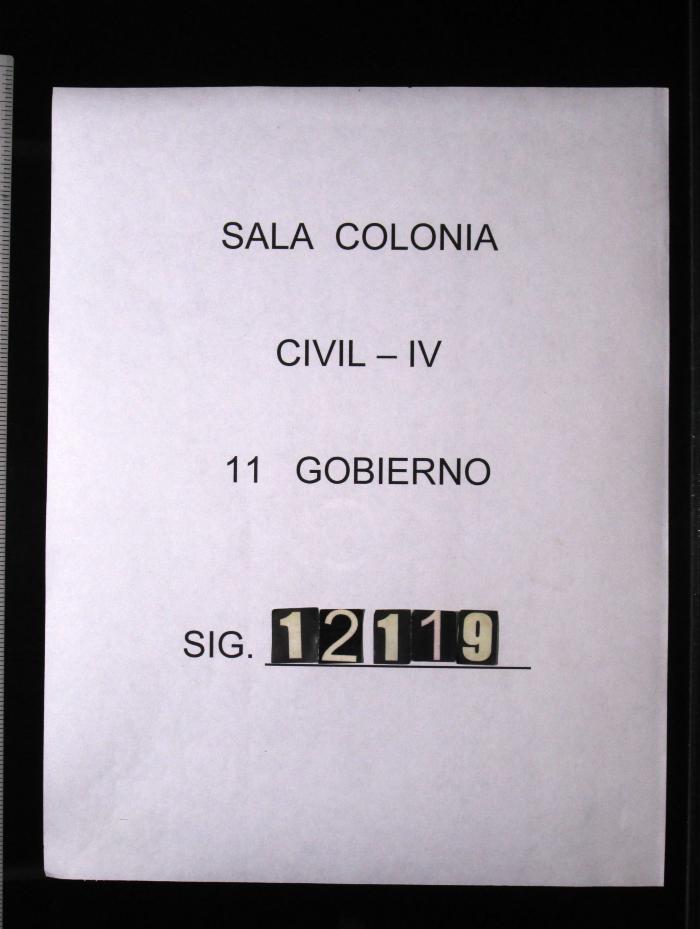 SALA COLONIA
CIVIL – IV
11 GOBIERNO
SIG. 12119